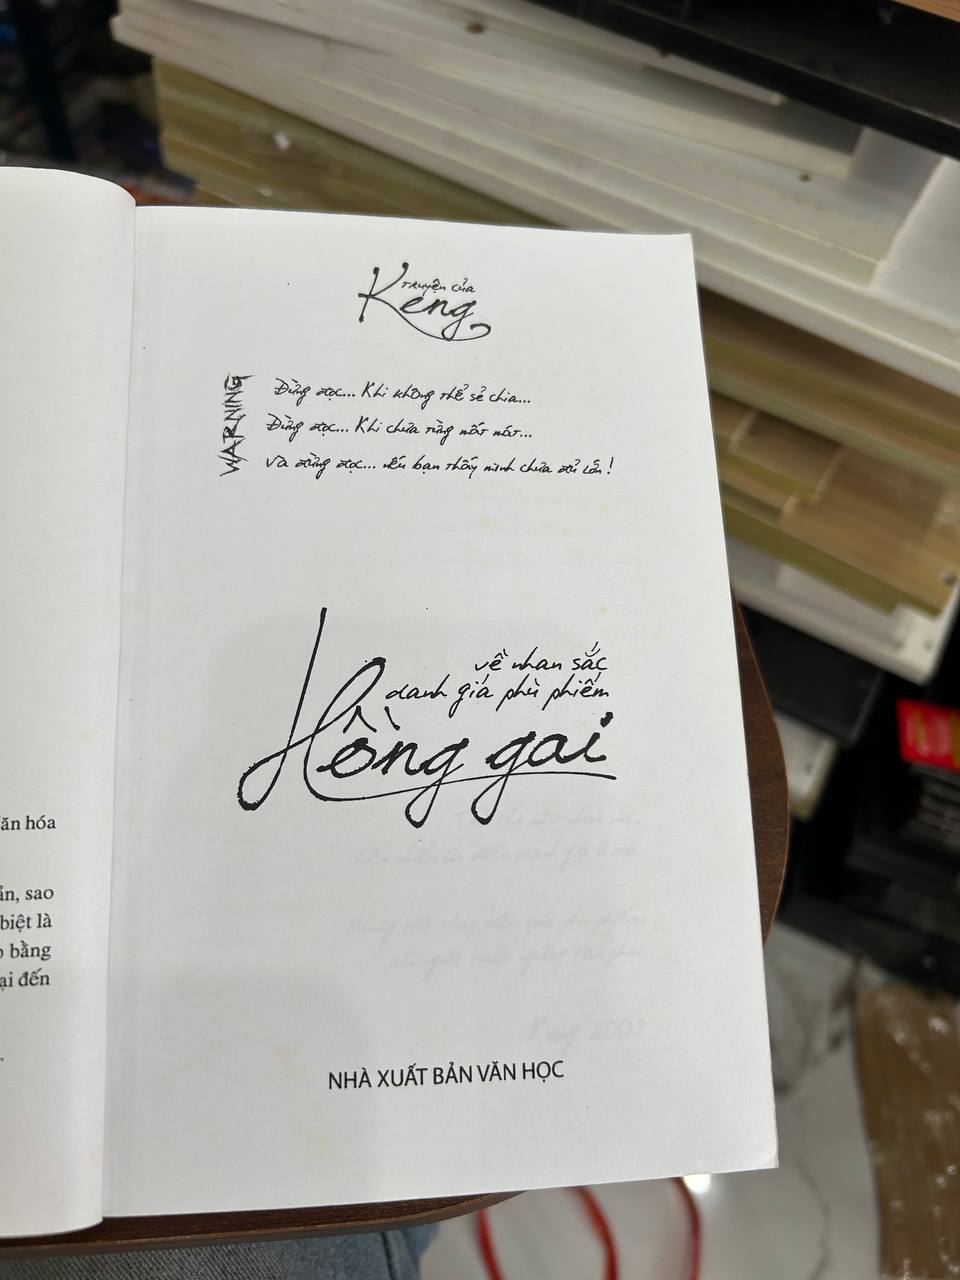 ăn hóa
ản, sao
biệt là
bằng
ại đến
Truyện của
Keng
WARNING
Đừng đọc... Khi không thể sẻ chia...
Đừng đọc... Khi chưa từng mất mát...
Và đừng đọc... nếu bạn thấy mình chưa đủ lớn!
về nhan sắc
danh giá phù phiếm
Hồng gai
Keng 2009
NHÀ XUẤT BẢN VĂN HỌC